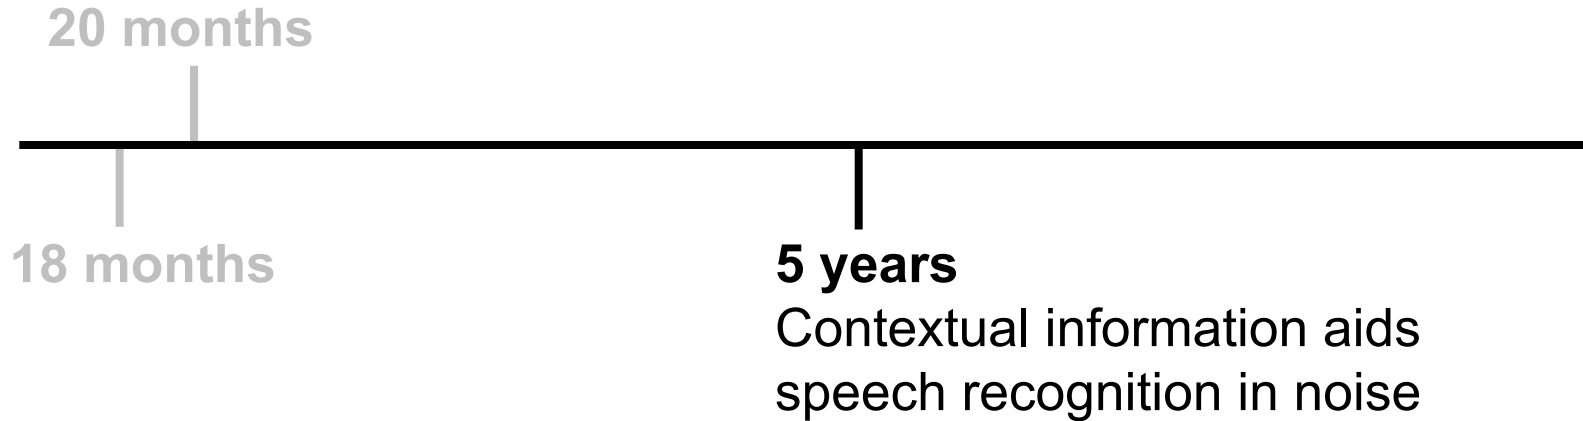 20 months
18 months
5 years
Contextual information aids
speech recognition in noise